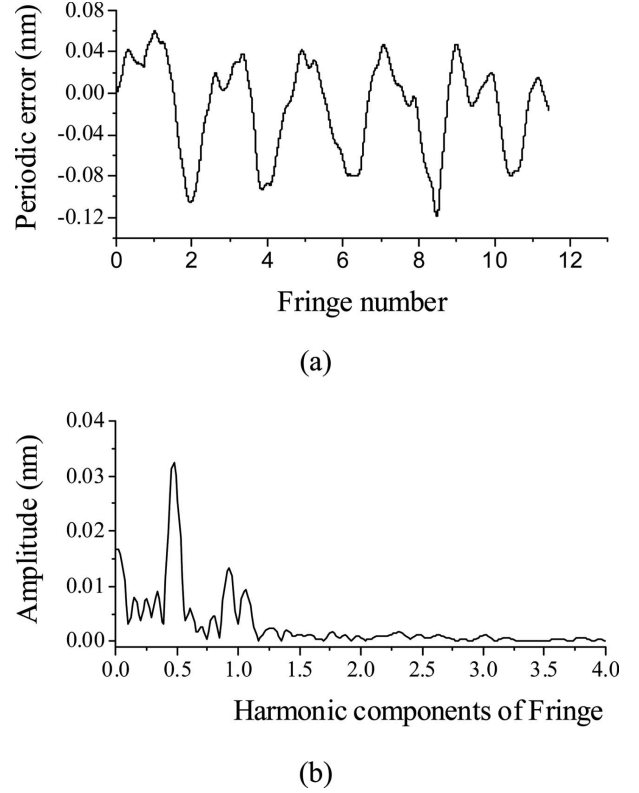 0.08
0.04
0.00
-0.04
-0.08
-0.12
Periodic error (nm)
0 2 4 6 8 10 12
Fringe number
(a)
0.04
0.03
0.02
0.01
0.00
Amplitude (nm)
0.0 0.5 1.0 1.5 2.0 2.5 3.0 3.5 4.0
Harmonic components of Fringe
(b)